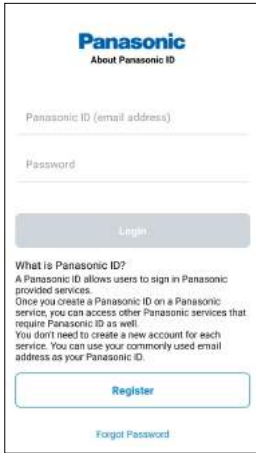 Panasonic
About Panasonic ID
Panasonic ID (email address)
Password
Login
What is Panasonic ID?
A Panasonic ID allows users to sign in Panasonic
provided services.
Once you create a Panasonic ID on a Panasonic
service, you can access other Panasonic services that
require Panasonic ID as well.
You don't need to create a new account for each
service. You can use your commonly used email
address as your Panasonic ID.
Register
Forgot Password